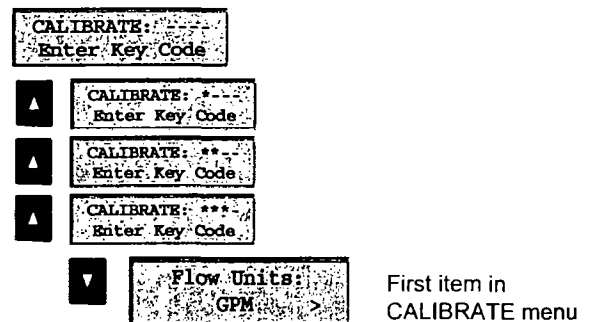 CALIBRATE: ----
Enter Key Code
CALIBRATE: *---
Enter Key Code
CALIBRATE: **--
Enter Key Code
CALIBRATE: ***-
Enter Key Code
Flow Units:
GPM >
First item in
CALIBRATE menu